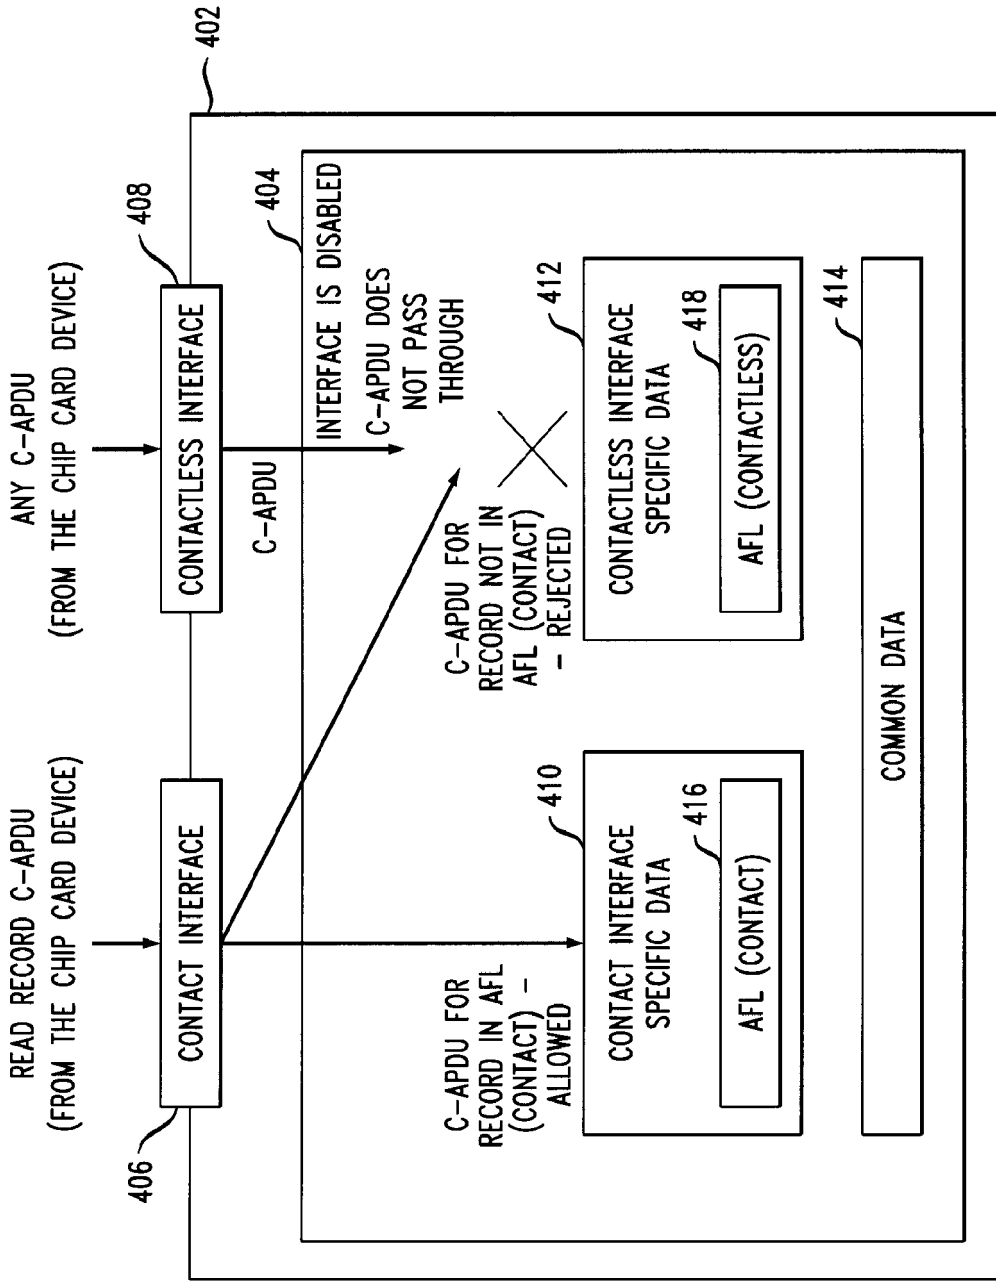 READ RECORD C-APDU
(FROM THE CHIP CARD DEVICE)
ANY C-APDU
(FROM THE CHIP CARD DEVICE)
406
CONTACT INTERFACE
CONTACTLESS INTERFACE
408
402
C-APDU
404
INTERFACE IS DISABLED
C-APDU DOES
NOT PASS
THROUGH
C-APDU FOR
RECORD IN AFL
(CONTACT) –
ALLOWED
C-APDU FOR
RECORD NOT IN
AFL (CONTACT)
– REJECTED
410
CONTACT INTERFACE
SPECIFIC DATA
416
AFL (CONTACT)
412
CONTACTLESS INTERFACE
SPECIFIC DATA
418
AFL (CONTACTLESS)
414
COMMON DATA